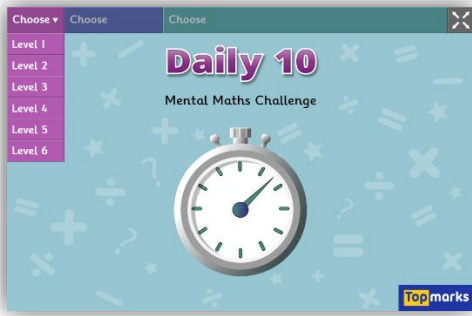 Choose ▾ Choose Choose
Level 1
Level 2
Level 3
Level 4
Level 5
Level 6
Daily 10
Mental Maths Challenge
Topmarks